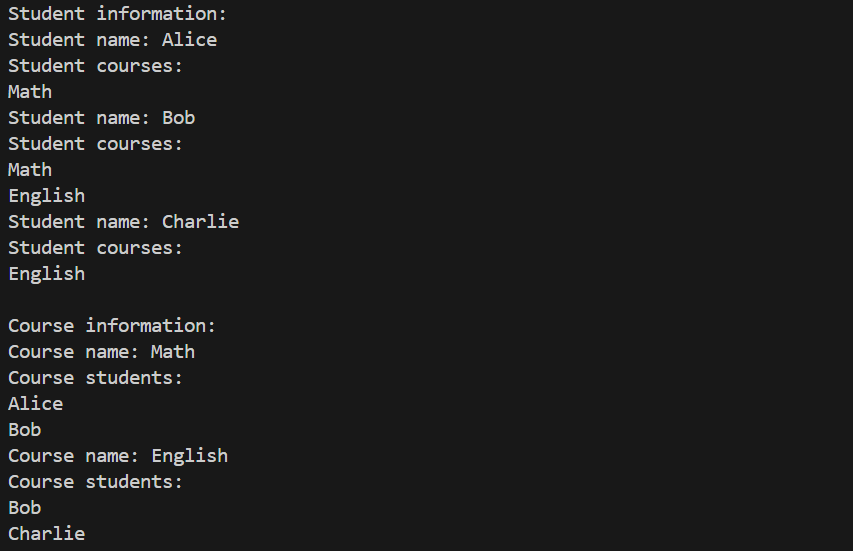 Student information:
Student name: Alice
Student courses:
Math
Student name: Bob
Student courses:
Math
English
Student name: Charlie
Student courses:
English

Course information:
Course name: Math
Course students:
Alice
Bob
Course name: English
Course students:
Bob
Charlie